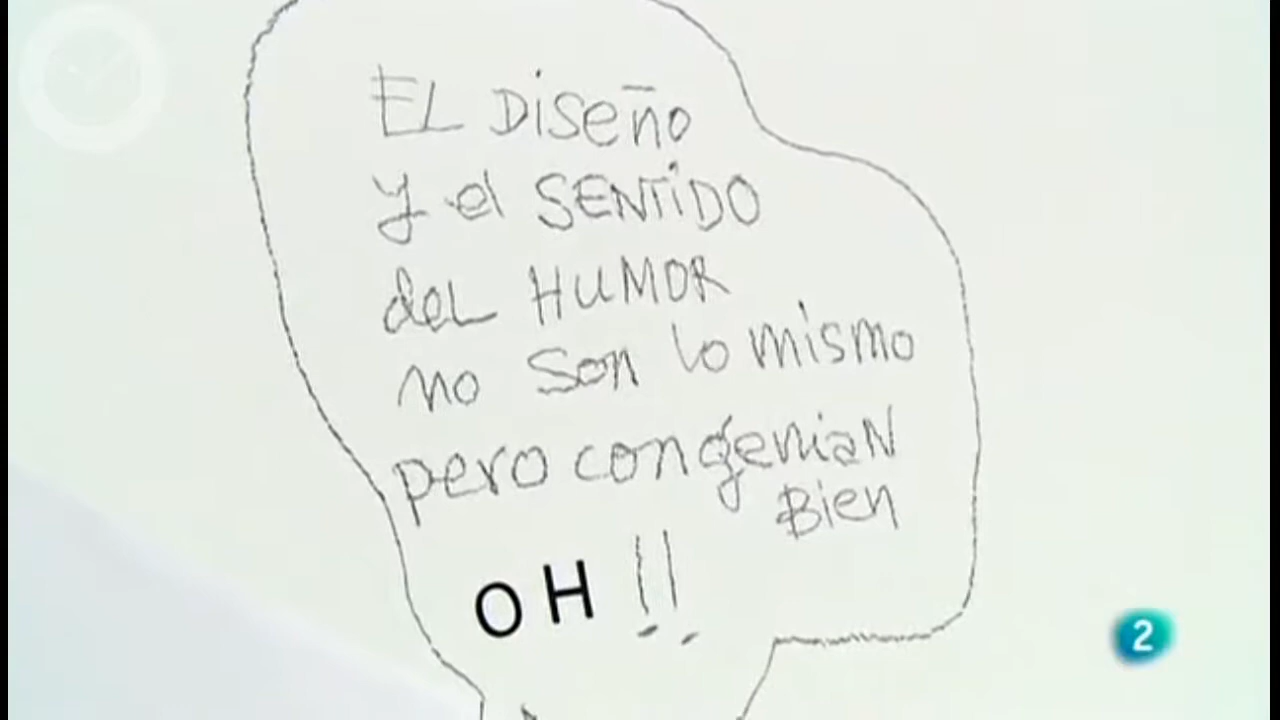 EL DiSeño
y el SENTiDO
deL HUMOR
no Son lo mismo
pero congeniaN
Bien
OH !!
2